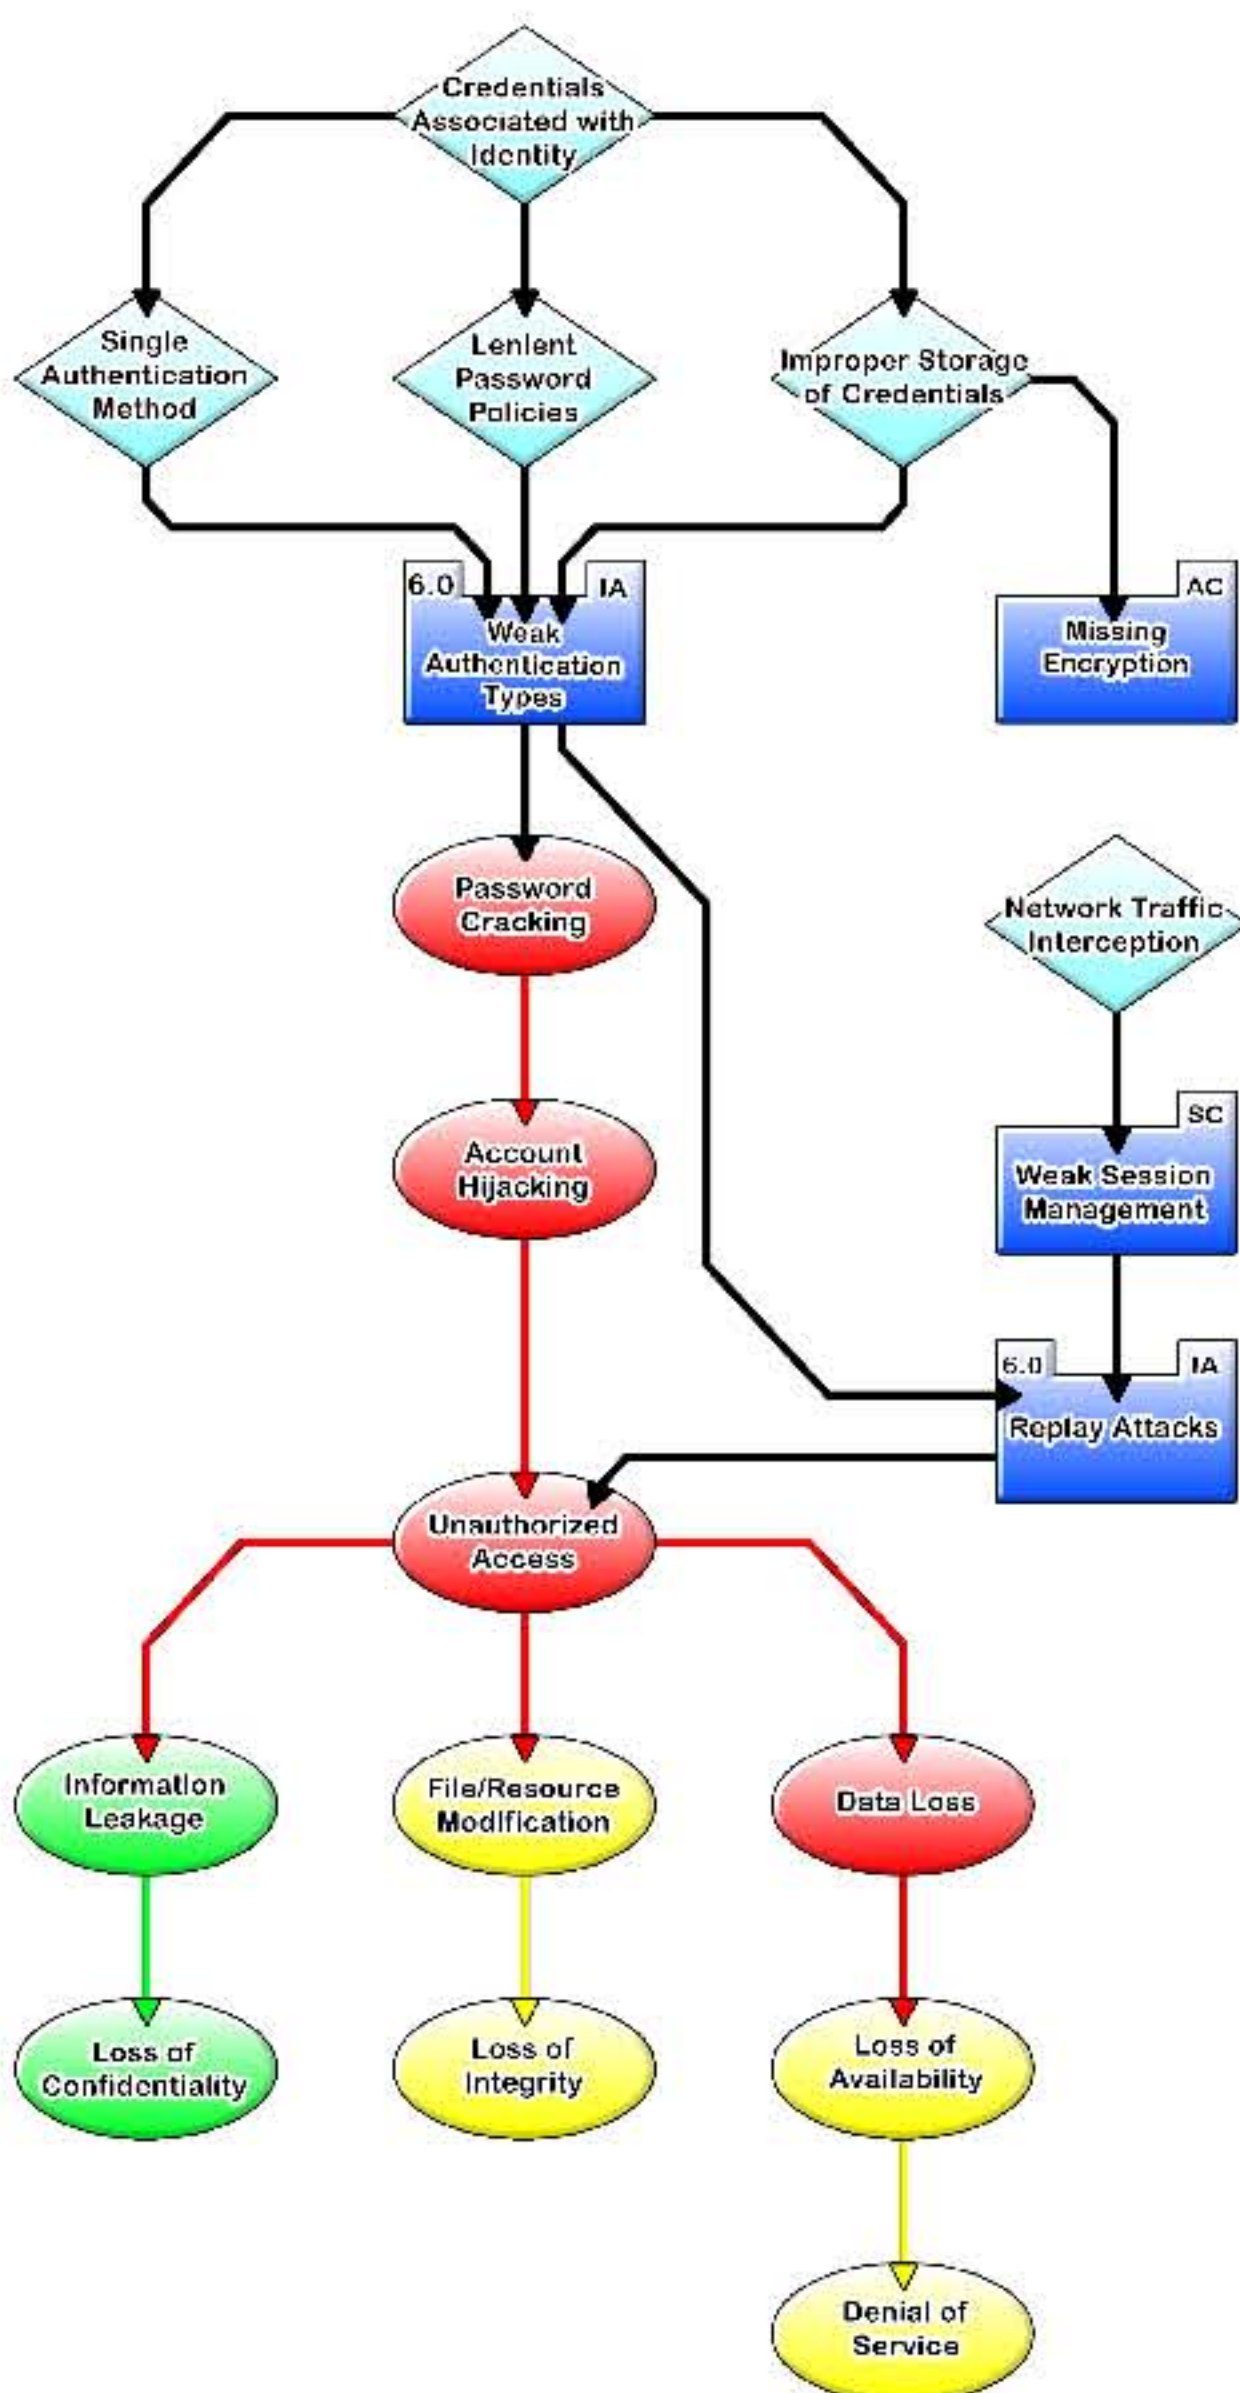 Credentials
Associated with
Identity
Single
Authentication
Method
Lenient
Password
Policies
Improper Storage
of Credentials
6.0
IA
Weak
Authentication
Types
AC
Missing
Encryption
Password
Cracking
Network Traffic
Interception
Account
Hijacking
SC
Weak Session
Management
6.0
IA
Replay Attacks
Unauthorized
Access
Information
Leakage
File/Resource
Modification
Data Loss
Loss of
Confidentiality
Loss of
Integrity
Loss of
Availability
Denial of
Service